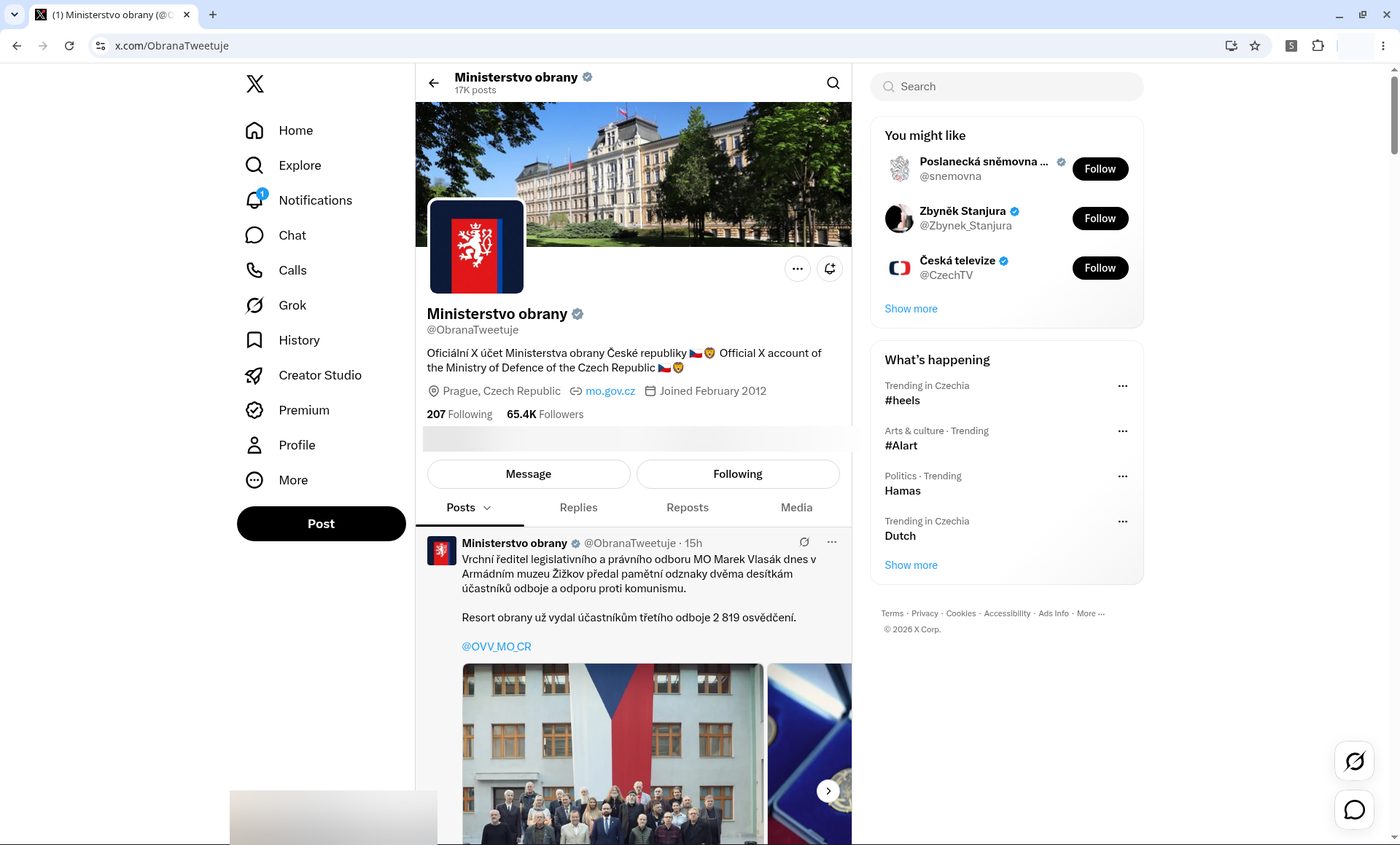 (1) Ministerstvo obrany (@O
x.com/ObranaTweetuje
S
Home
Explore
1
Notifications
Chat
Calls
Grok
History
Creator Studio
Premium
Profile
More
Post
Ministerstvo obrany
17K posts
Ministerstvo obrany
@ObranaTweetuje
Oficiální X účet Ministerstva obrany České republiky 🇨🇿🦁 Official X account of
the Ministry of Defence of the Czech Republic 🇨🇿🦁
Prague, Czech Republic mo.gov.cz Joined February 2012
207 Following 65.4K Followers
Message Following
Posts Replies Reposts Media
Ministerstvo obrany @ObranaTweetuje · 15h
Vrchní ředitel legislativního a právního odboru MO Marek Vlasák dnes v
Armádním muzeu Žižkov předal pamětní odznaky dvěma desítkám
účastníků odboje a odporu proti komunismu.
Resort obrany už vydal účastníkům třetího odboje 2 819 osvědčení.
@OVV_MO_CR
Search
You might like
Poslanecká sněmovna ...
@snemovna
Follow
Zbyněk Stanjura
@Zbynek_Stanjura
Follow
Česká televize
@CzechTV
Follow
Show more
What's happening
Trending in Czechia
#heels
Arts & culture · Trending
#AIart
Politics · Trending
Hamas
Trending in Czechia
Dutch
Show more
Terms · Privacy · Cookies · Accessibility · Ads Info · More ···
© 2026 X Corp.